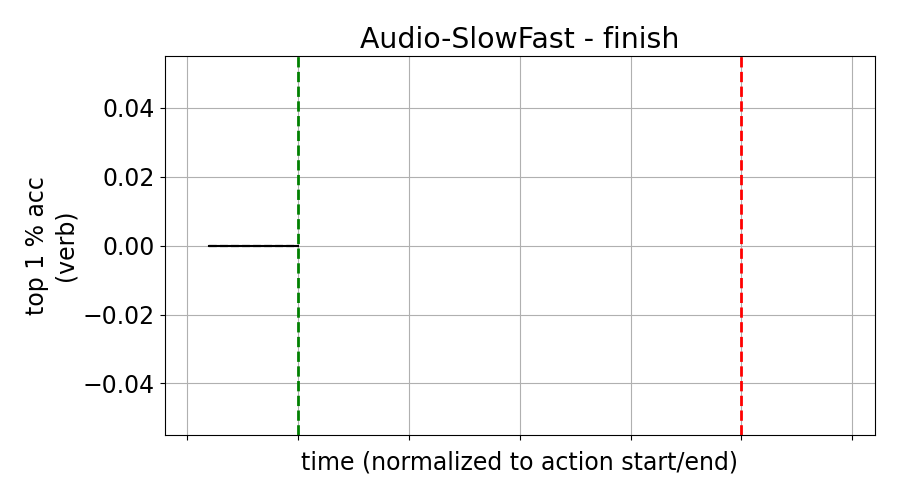 Audio-SlowFast - finish
top 1 % acc
(verb)
0.04
0.02
0.00
−0.02
−0.04
time (normalized to action start/end)